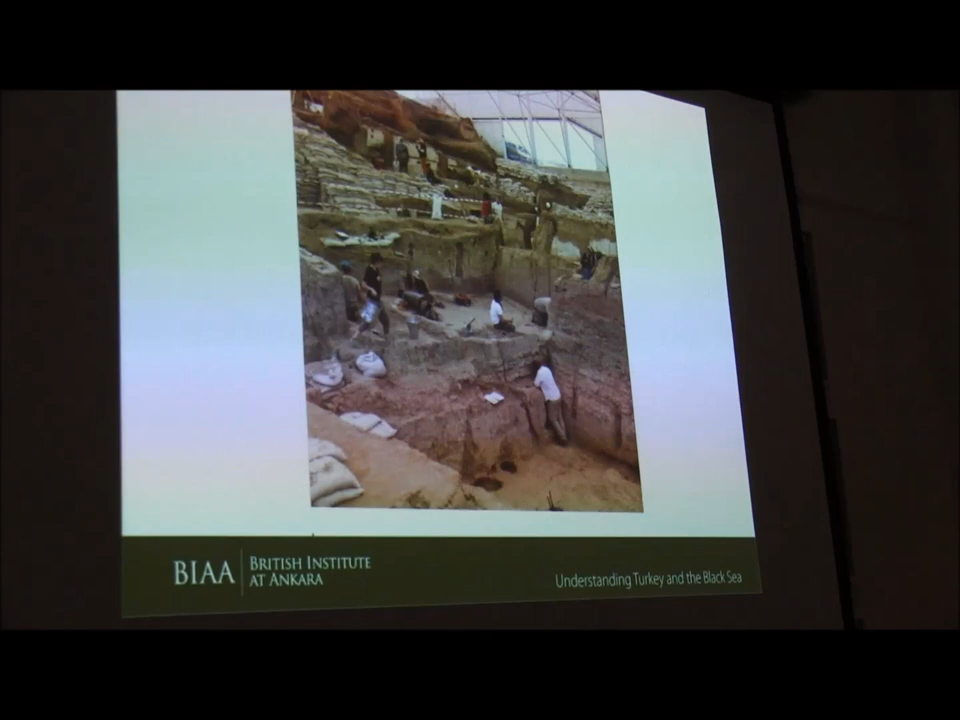 BIAA
BRITISH INSTITUTE
AT ANKARA
Understanding Turkey and the Black Sea